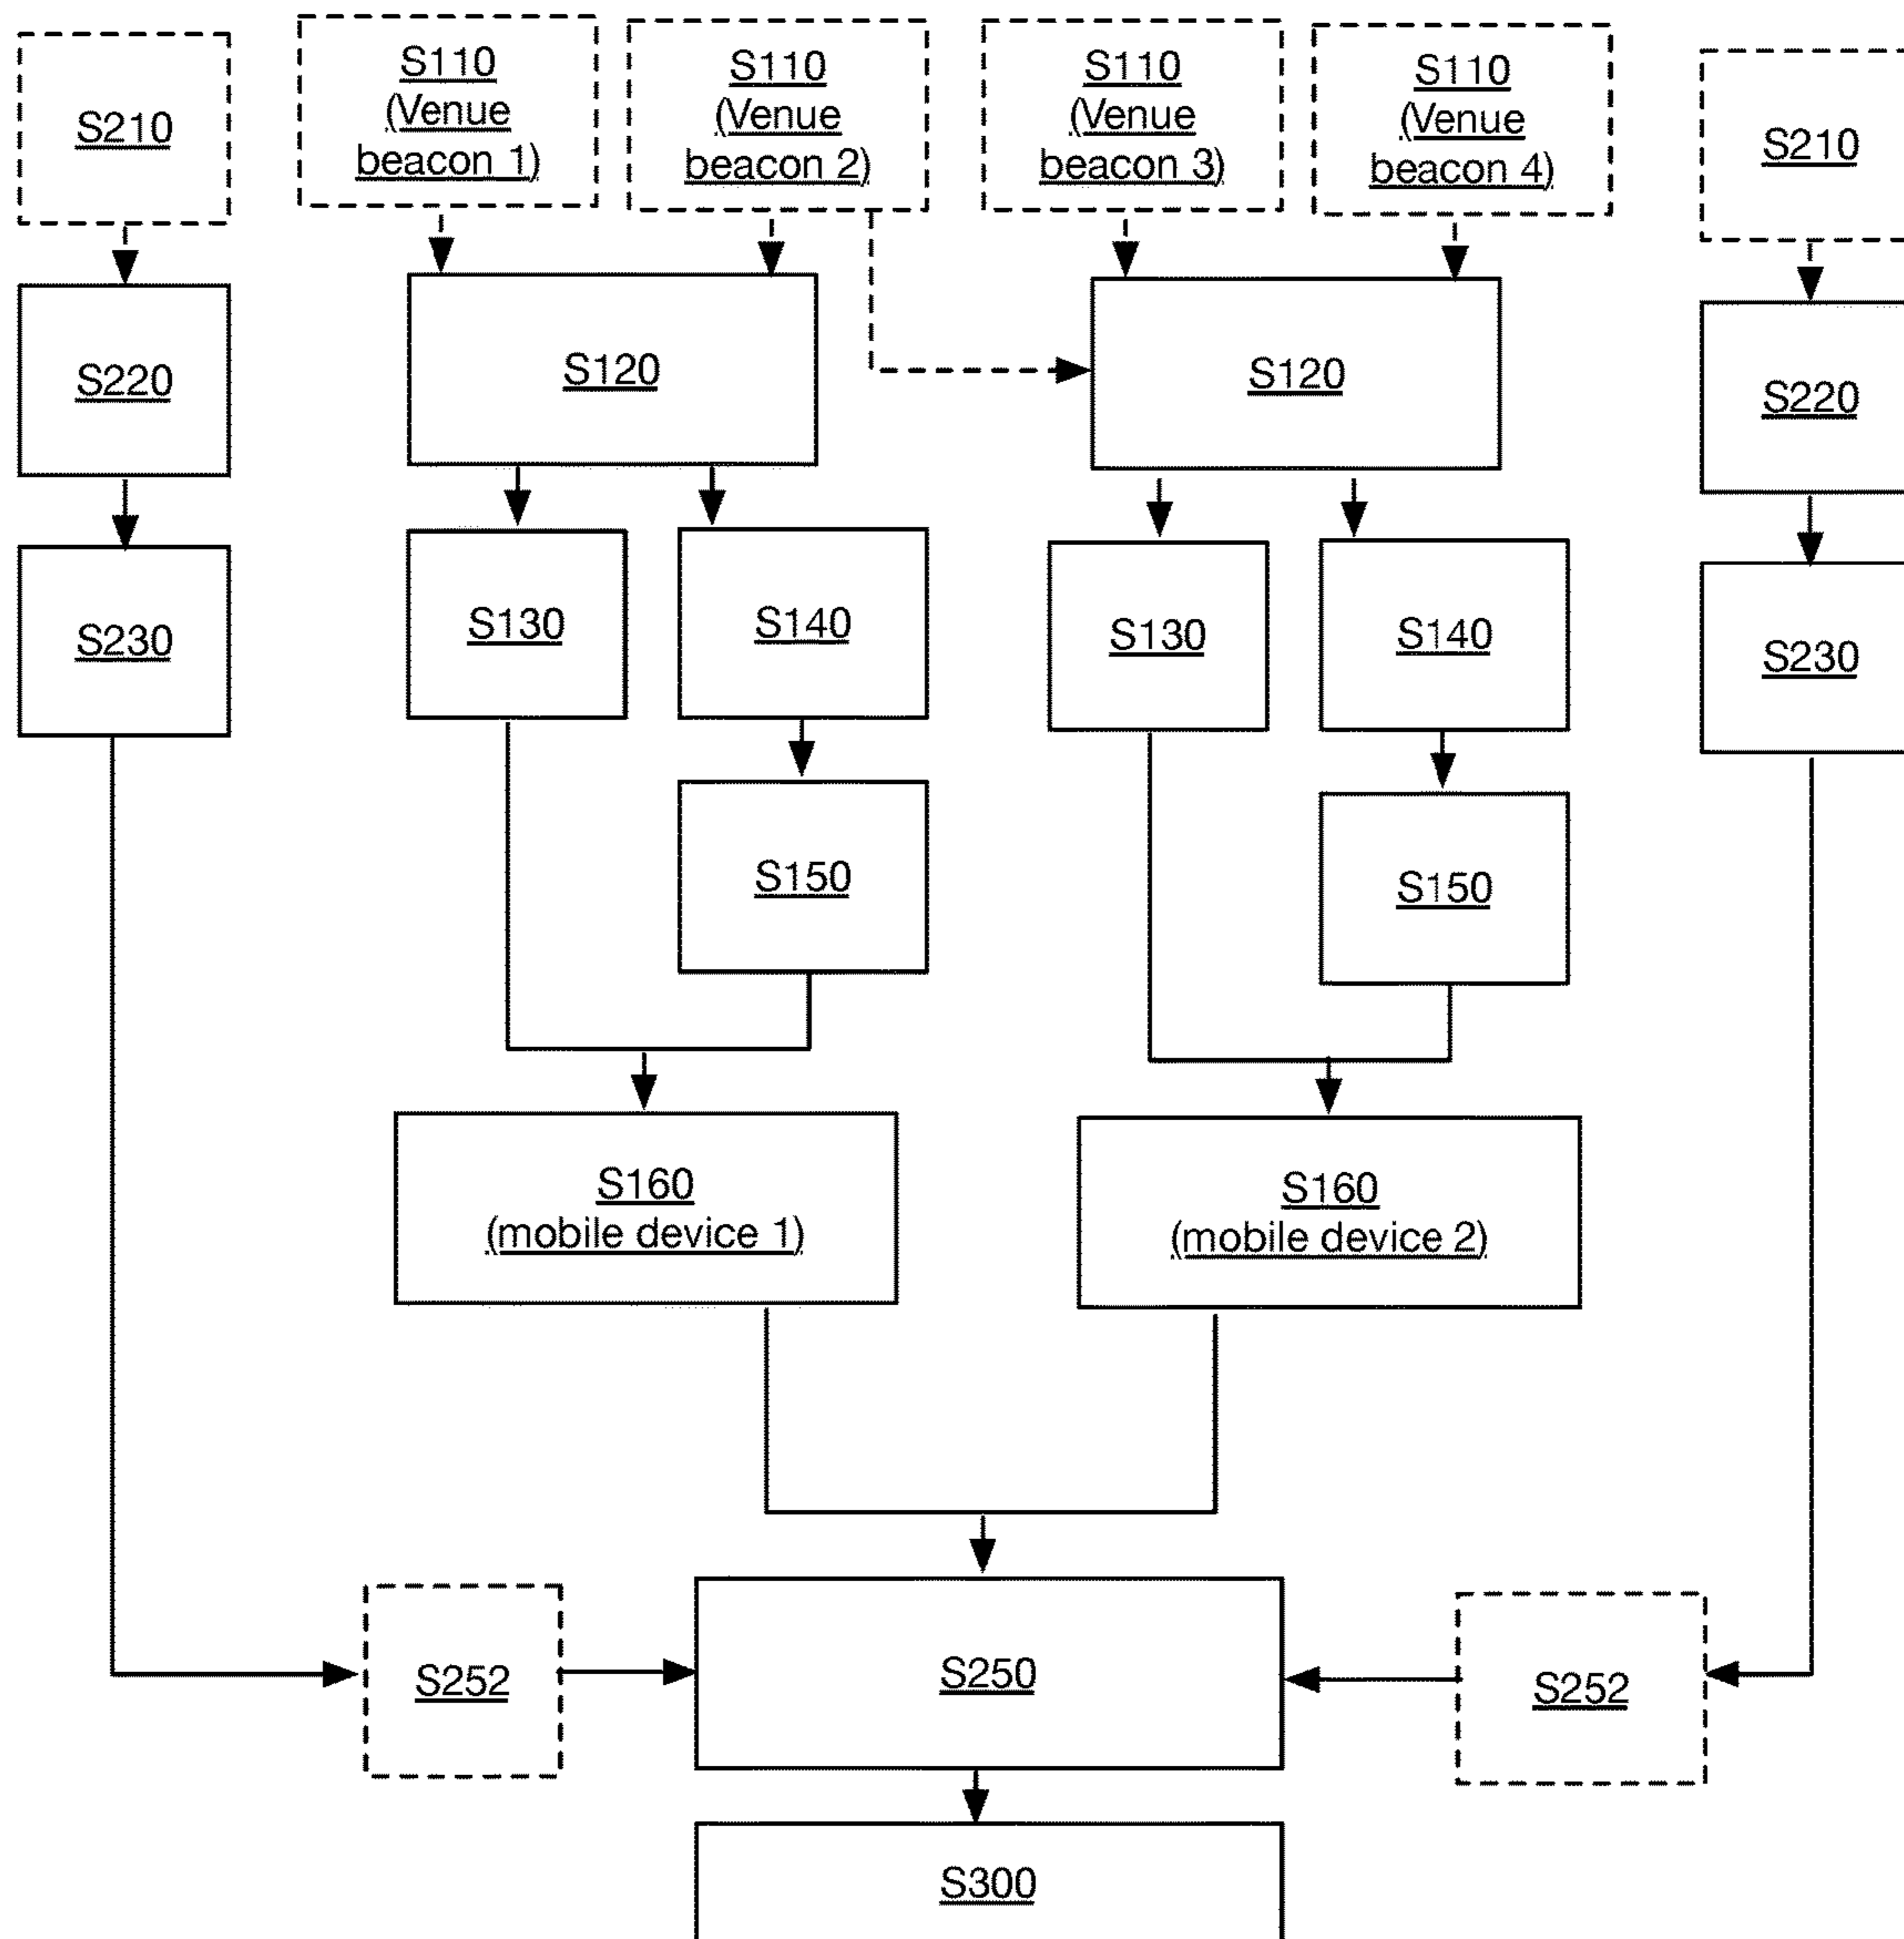 S210
S110
(Venue
beacon 1)
S110
(Venue
beacon 2)
S110
(Venue
beacon 3)
S110
(Venue
beacon 4)
S210
S220
S120
S120
S220
S230
S130
S140
S130
S140
S230
S150
S150
S160
(mobile device 1)
S160
(mobile device 2)
S252
S250
S252
S300